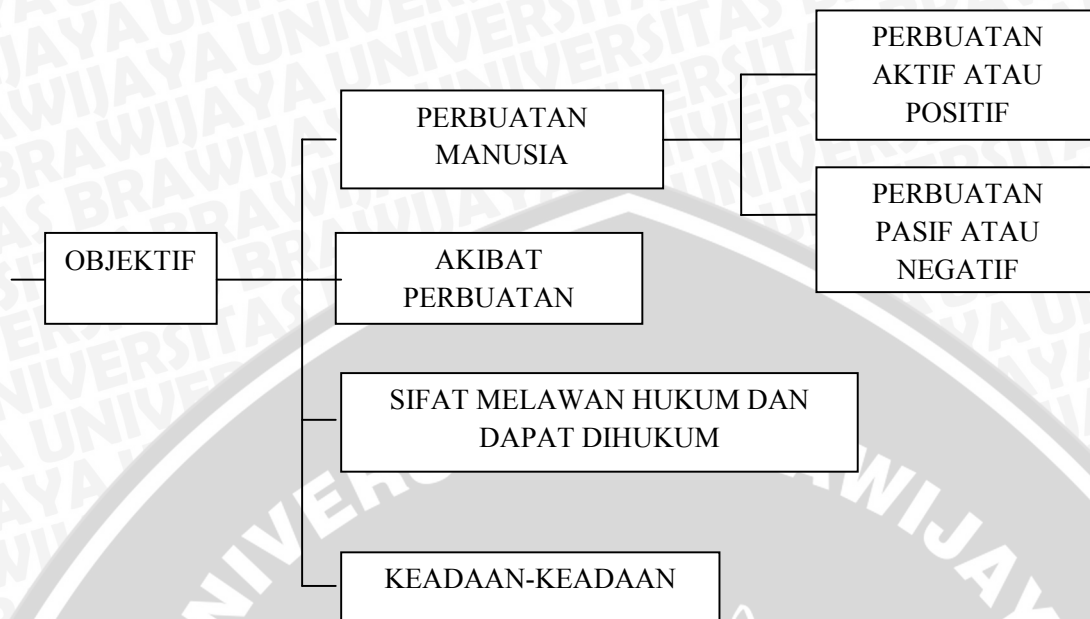 PERBUATAN
AKTIF ATAU
POSITIF
PERBUATAN
MANUSIA
PERBUATAN
PASIF ATAU
NEGATIF
OBJEKTIF
AKIBAT
PERBUATAN
SIFAT MELAWAN HUKUM DAN
DAPAT DIHUKUM
KEADAAN-KEADAAN